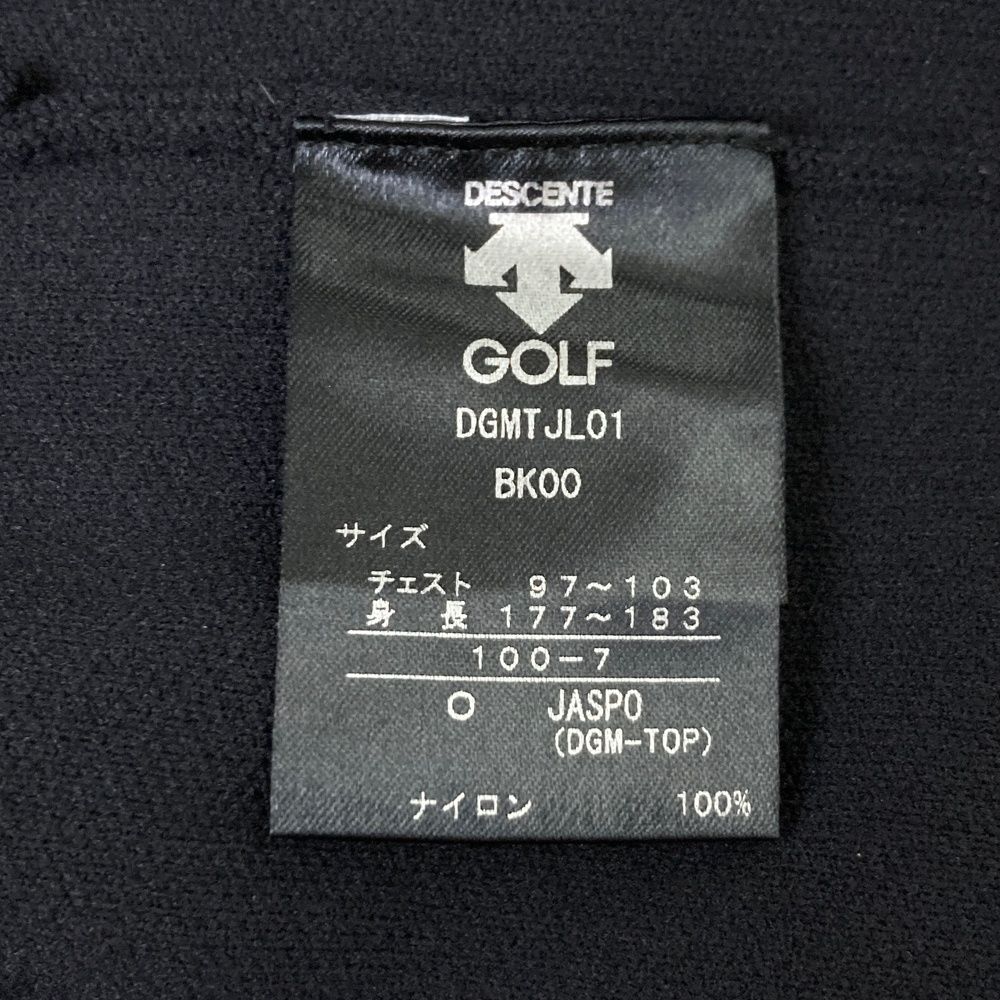 DESCENTE
GOLF
DGMTJL01
BK00
サイズ
チェスト 97〜103
身長 177〜183
100-7
O JASPO
(DGM-TOP)
ナイロン 100%